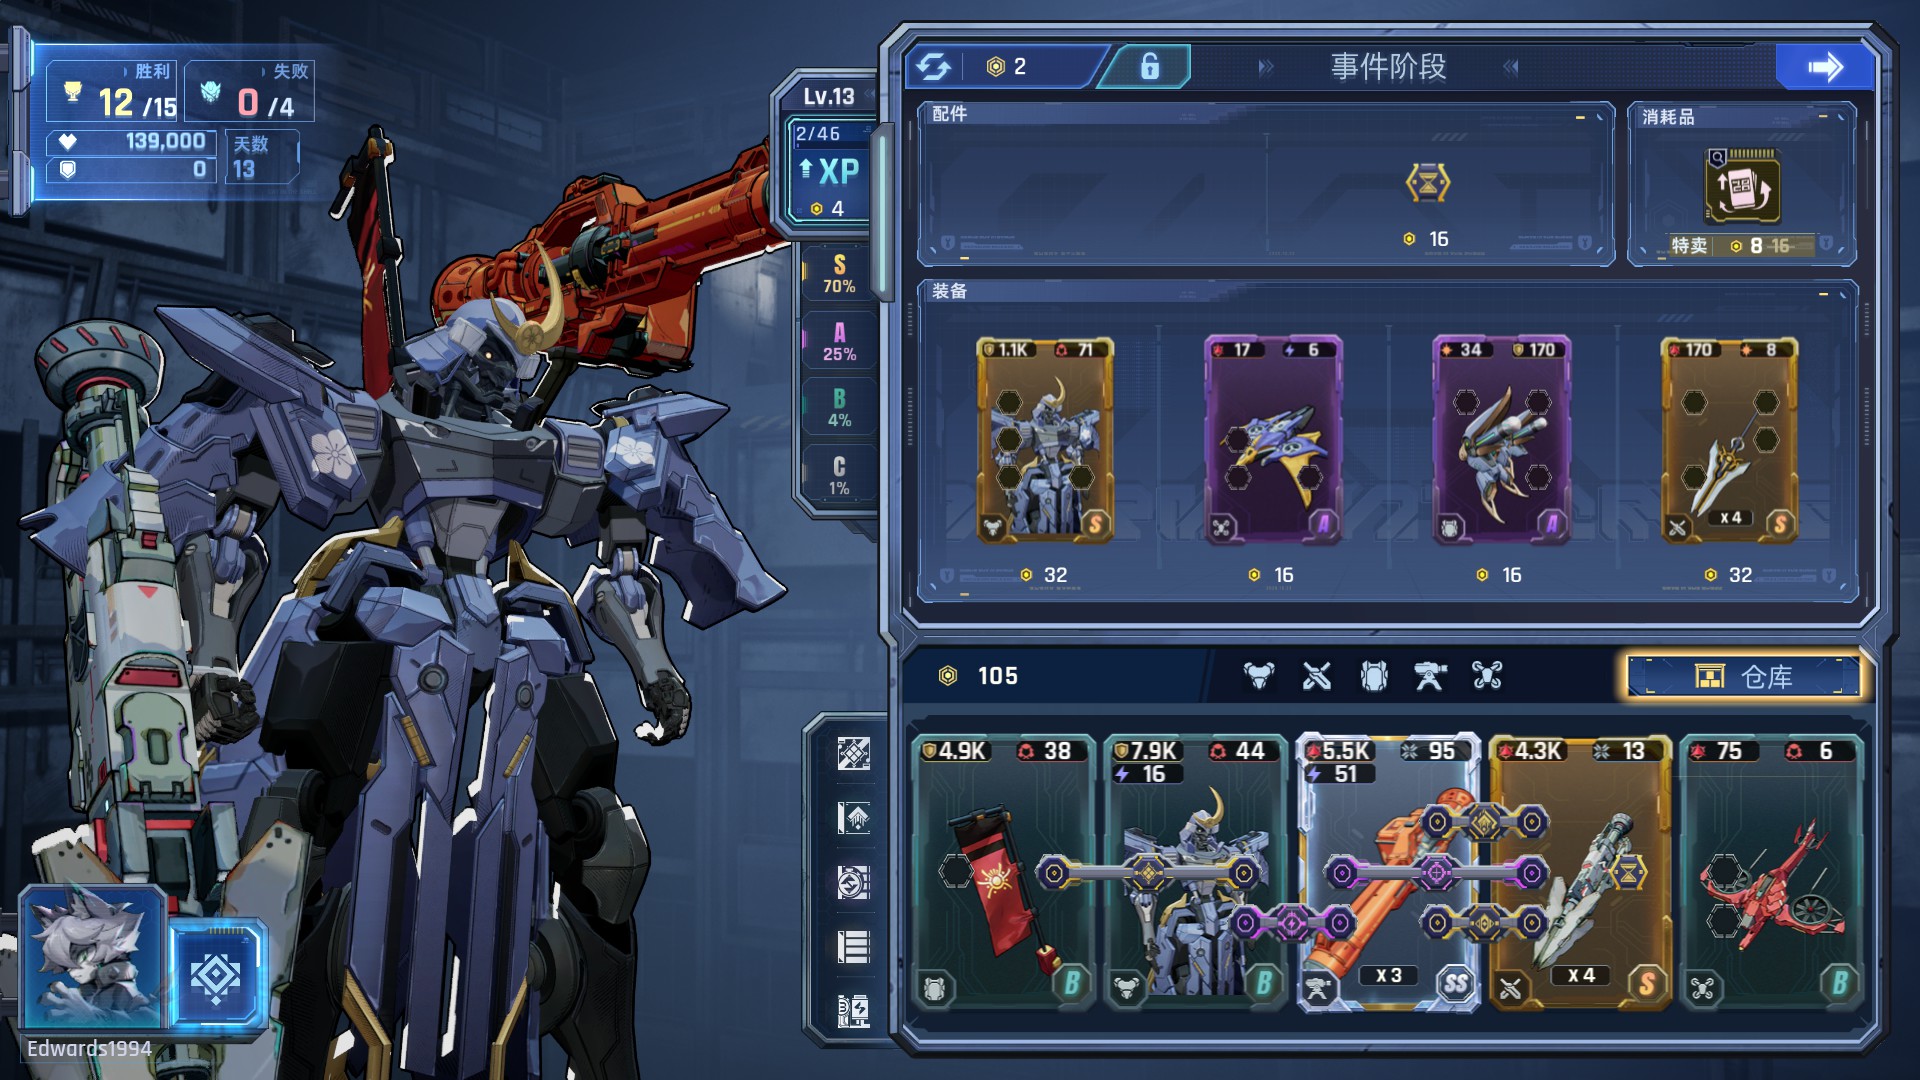 胜利
12 /15
失败
0 /4
139,000
0
天数
13
Lv.13
2/46
XP
4
S
70%
A
25%
B
4%
C
1%
2
事件阶段
配件
16
消耗品
特卖
8 16
装备
1.1K 71
S
32
17 6
A
16
34 170
A
16
170 8
x4
S
32
105
仓库
4.9K 38
B
7.9K 44
16
B
5.5K 95
51
x3
SS
4.3K 13
x4
S
75 6
B
Edwards1994